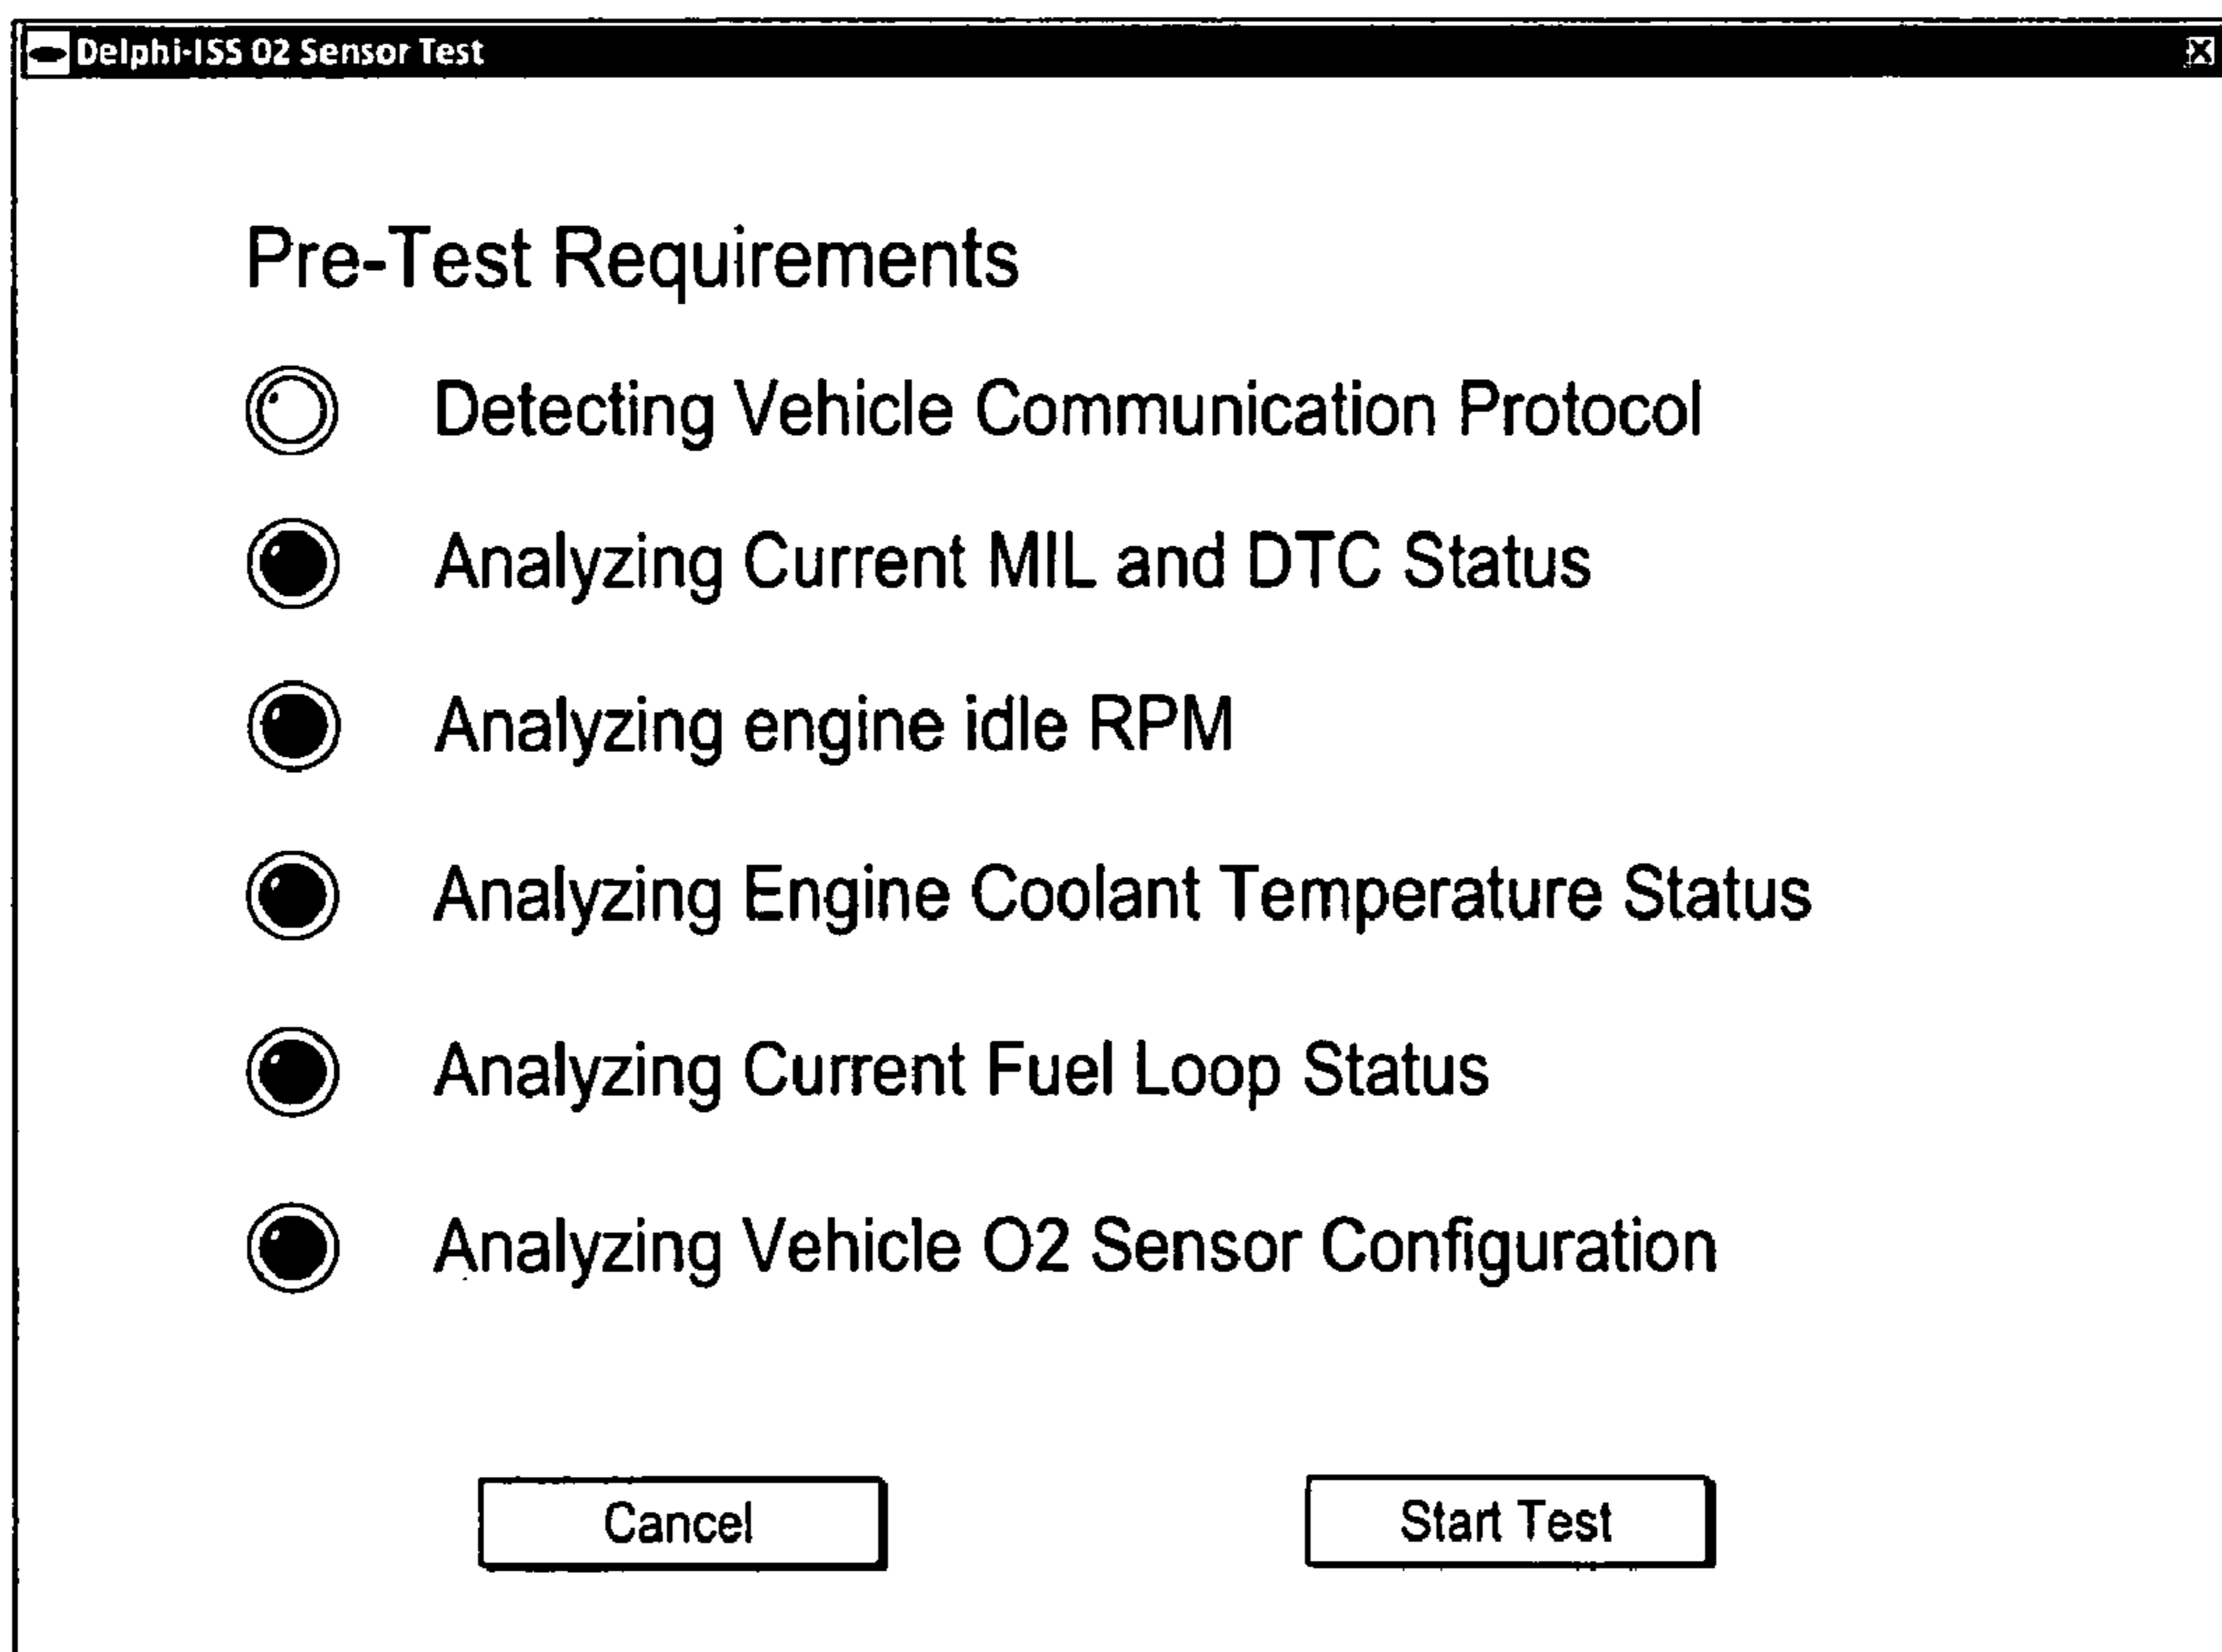 Delphi-ISS O2 Sensor Test
Pre-Test Requirements
Detecting Vehicle Communication Protocol
Analyzing Current MIL and DTC Status
Analyzing engine idle RPM
Analyzing Engine Coolant Temperature Status
Analyzing Current Fuel Loop Status
Analyzing Vehicle O2 Sensor Configuration
Cancel
Start Test